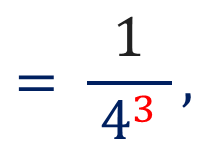 = 1/4³,